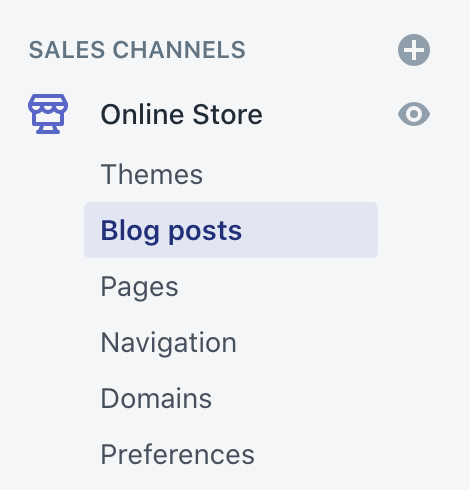 SALES CHANNELS
Online Store
Themes
Blog posts
Pages
Navigation
Domains
Preferences